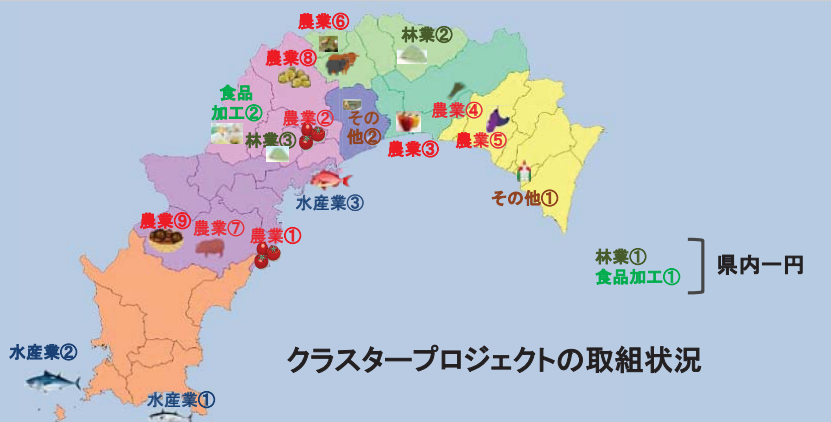 農業⑥
林業②
農業⑧
食品
加工②
農業④
農業②
その
他②
林業③
農業③
農業⑤
その他①
水産業③
農業⑨
農業⑦
農業①
林業①
食品加工①
県内一円
クラスタープロジェクトの取組状況
水産業②
水産業①